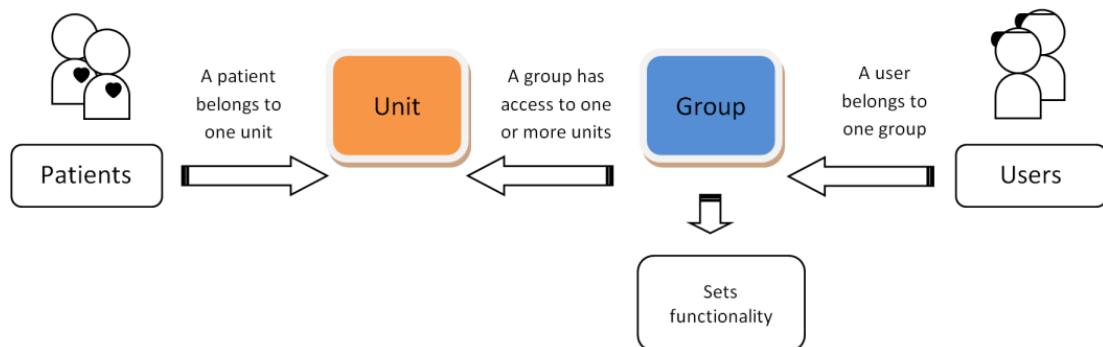 A patient
belongs to
one unit
Unit
A group has
access to one
or more units
Group
A user
belongs to
one group
Patients
Users
Sets
functionality